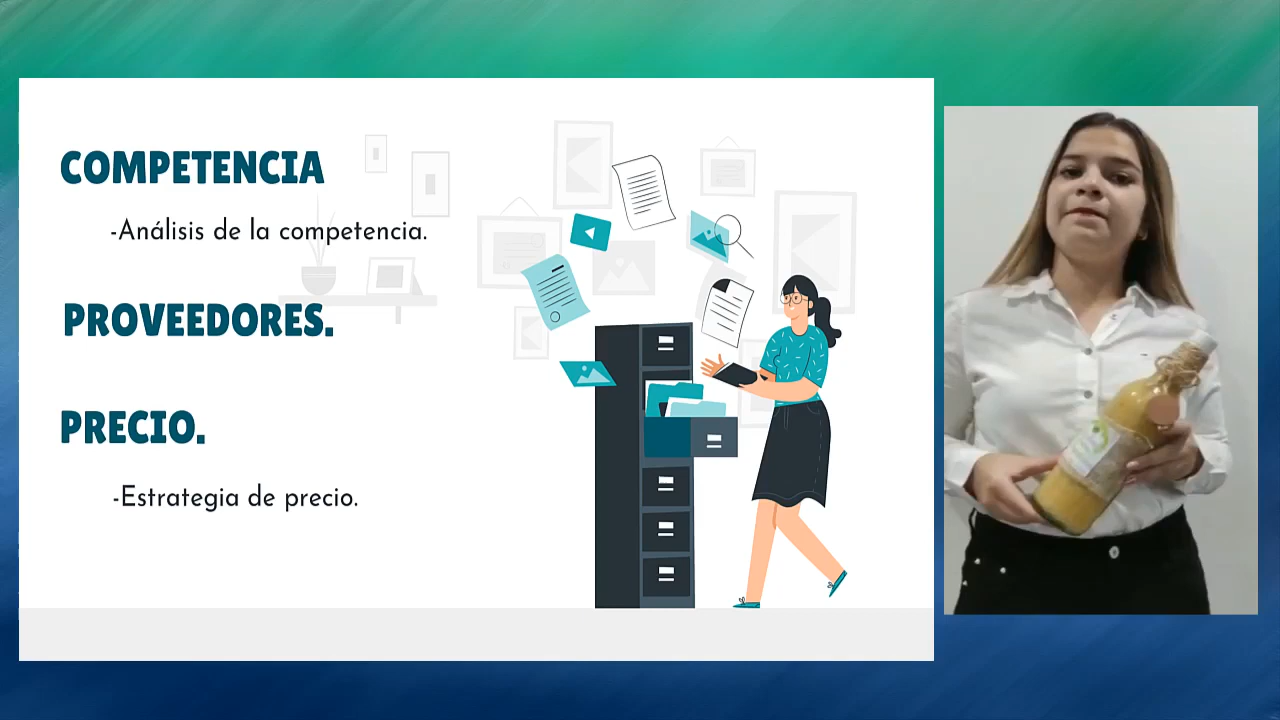 COMPETENCIA
-Análisis de la competencia.
PROVEEDORES.
PRECIO.
-Estrategia de precio.